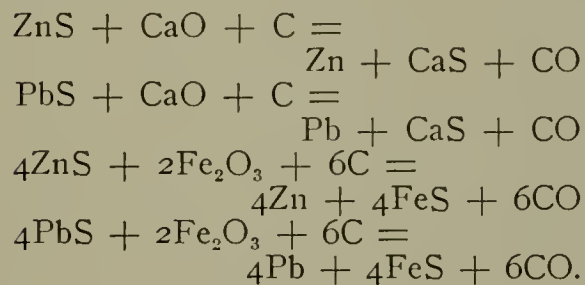 ZnS + CaO + C =
Zn + CaS + CO
PbS + CaO + C =
Pb + CaS + CO
4ZnS + 2Fe₂O₃ + 6C =
4Zn + 4FeS + 6CO
4PbS + 2Fe₂O₃ + 6C =
4Pb + 4FeS + 6CO.